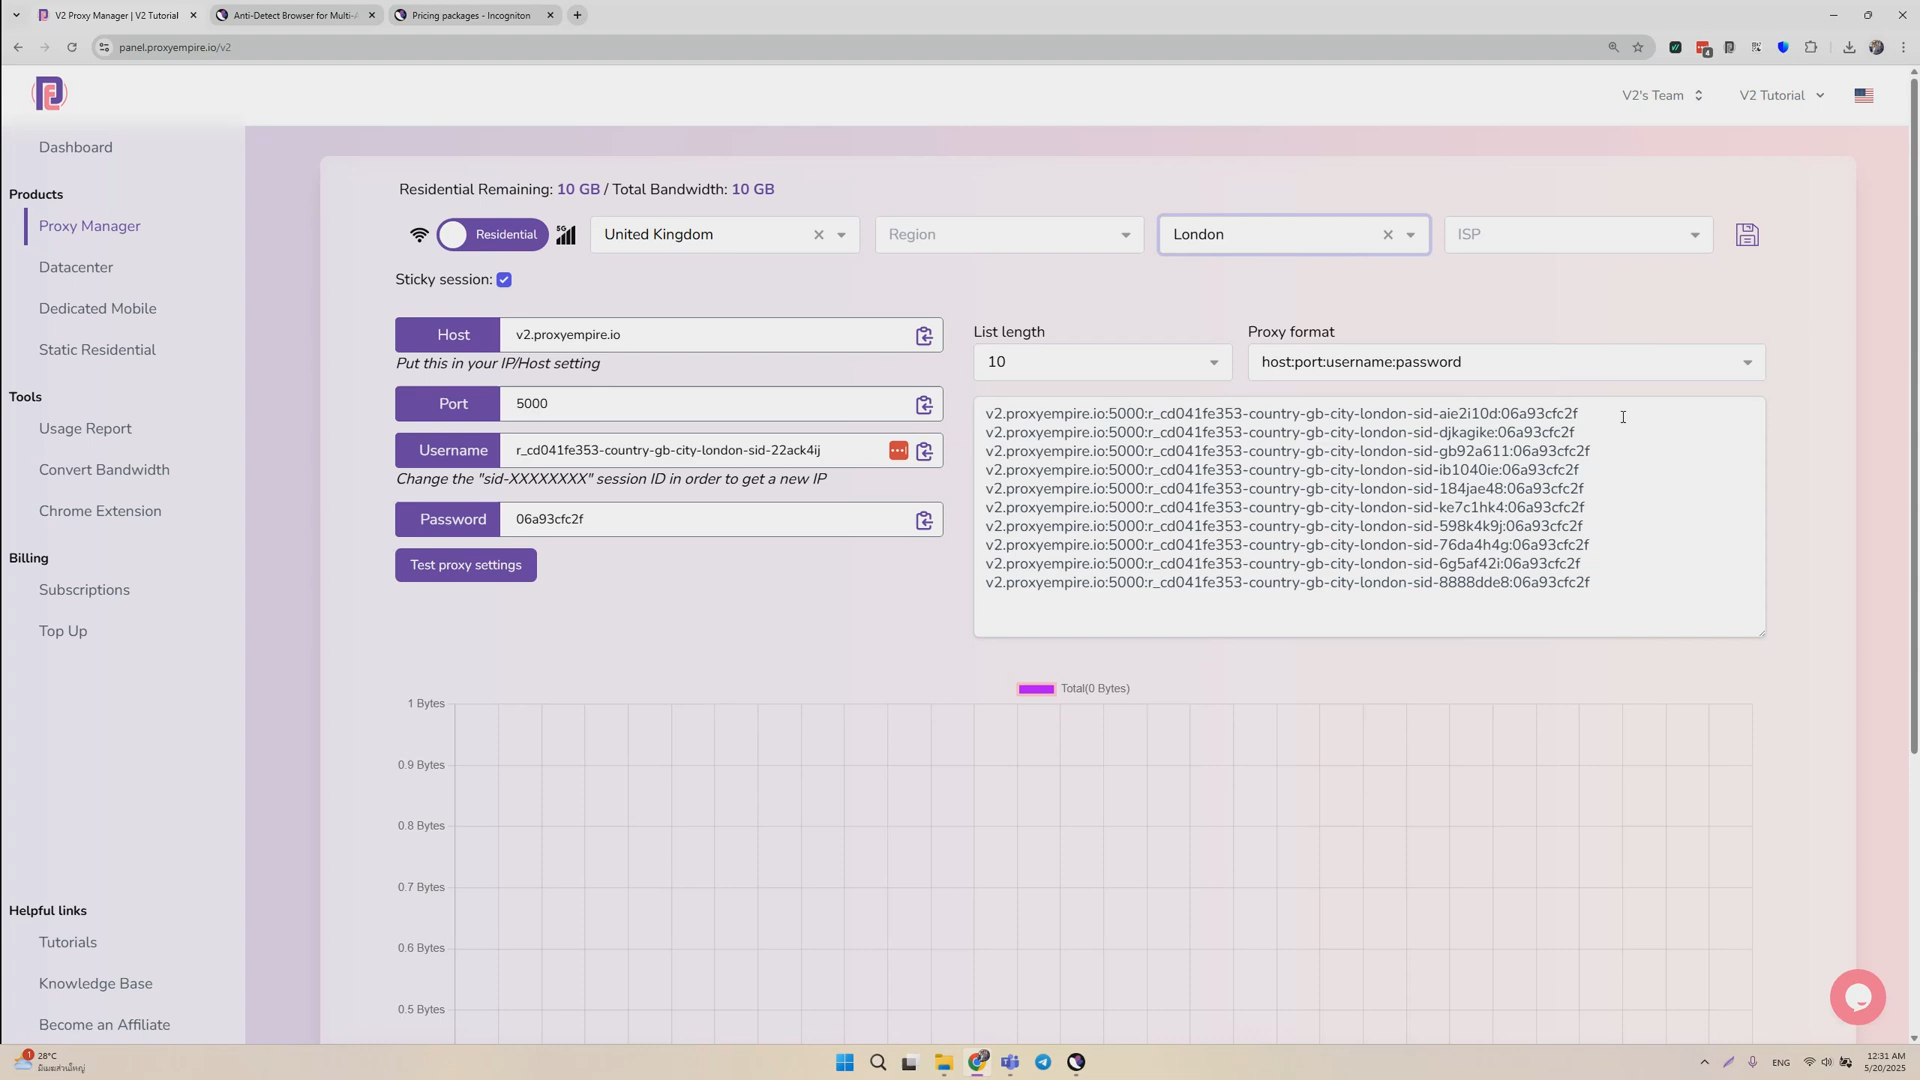 V2 Proxy Manager | V2 Tutorial
Anti-Detect Browser for Multi-
Pricing packages - Incogniton
panel.proxyempire.io/v2
V2's Team
V2 Tutorial
Dashboard
Products
Proxy Manager
Datacenter
Dedicated Mobile
Static Residential
Tools
Usage Report
Convert Bandwidth
Chrome Extension
Billing
Subscriptions
Top Up
Helpful links
Tutorials
Knowledge Base
Become an Affiliate
Residential Remaining: 10 GB / Total Bandwidth: 10 GB
Residential
5G
United Kingdom
Region
London
ISP
Sticky session:
Host
v2.proxyempire.io
Put this in your IP/Host setting
Port
5000
Username
r_cd041fe353-country-gb-city-london-sid-22ack4ij
Change the "sid-XXXXXXXX" session ID in order to get a new IP
Password
06a93cfc2f
Test proxy settings
List length
10
Proxy format
host:port:username:password
v2.proxyempire.io:5000:r_cd041fe353-country-gb-city-london-sid-aie2i10d:06a93cfc2f
v2.proxyempire.io:5000:r_cd041fe353-country-gb-city-london-sid-djkagike:06a93cfc2f
v2.proxyempire.io:5000:r_cd041fe353-country-gb-city-london-sid-gb92a611:06a93cfc2f
v2.proxyempire.io:5000:r_cd041fe353-country-gb-city-london-sid-ib1040ie:06a93cfc2f
v2.proxyempire.io:5000:r_cd041fe353-country-gb-city-london-sid-184jae48:06a93cfc2f
v2.proxyempire.io:5000:r_cd041fe353-country-gb-city-london-sid-ke7c1hk4:06a93cfc2f
v2.proxyempire.io:5000:r_cd041fe353-country-gb-city-london-sid-598k4k9j:06a93cfc2f
v2.proxyempire.io:5000:r_cd041fe353-country-gb-city-london-sid-76da4h4g:06a93cfc2f
v2.proxyempire.io:5000:r_cd041fe353-country-gb-city-london-sid-6g5af42i:06a93cfc2f
v2.proxyempire.io:5000:r_cd041fe353-country-gb-city-london-sid-8888dde8:06a93cfc2f
Total(0 Bytes)
1 Bytes
0.9 Bytes
0.8 Bytes
0.7 Bytes
0.6 Bytes
0.5 Bytes
1
28°C
มีเมฆส่วนใหญ่
ENG
12:31 AM
5/20/2025